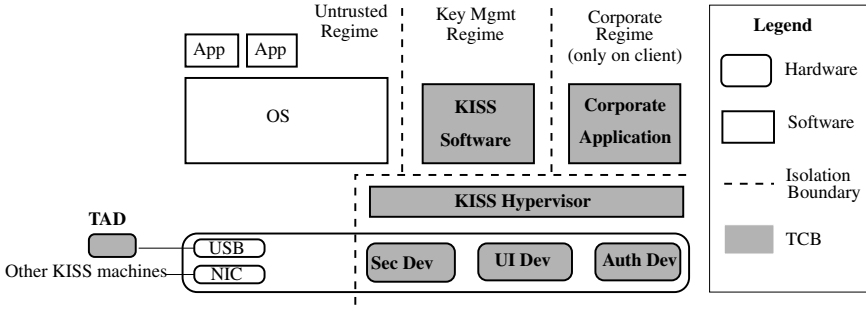 Untrusted
Regime
Key Mgmt
Regime
Corporate
Regime
(only on client)
App
App
OS
KISS
Software
Corporate
Application
KISS Hypervisor
TAD
USB
Other KISS machines
NIC
Sec Dev
UI Dev
Auth Dev
Legend
Hardware
Software
Isolation
Boundary
TCB